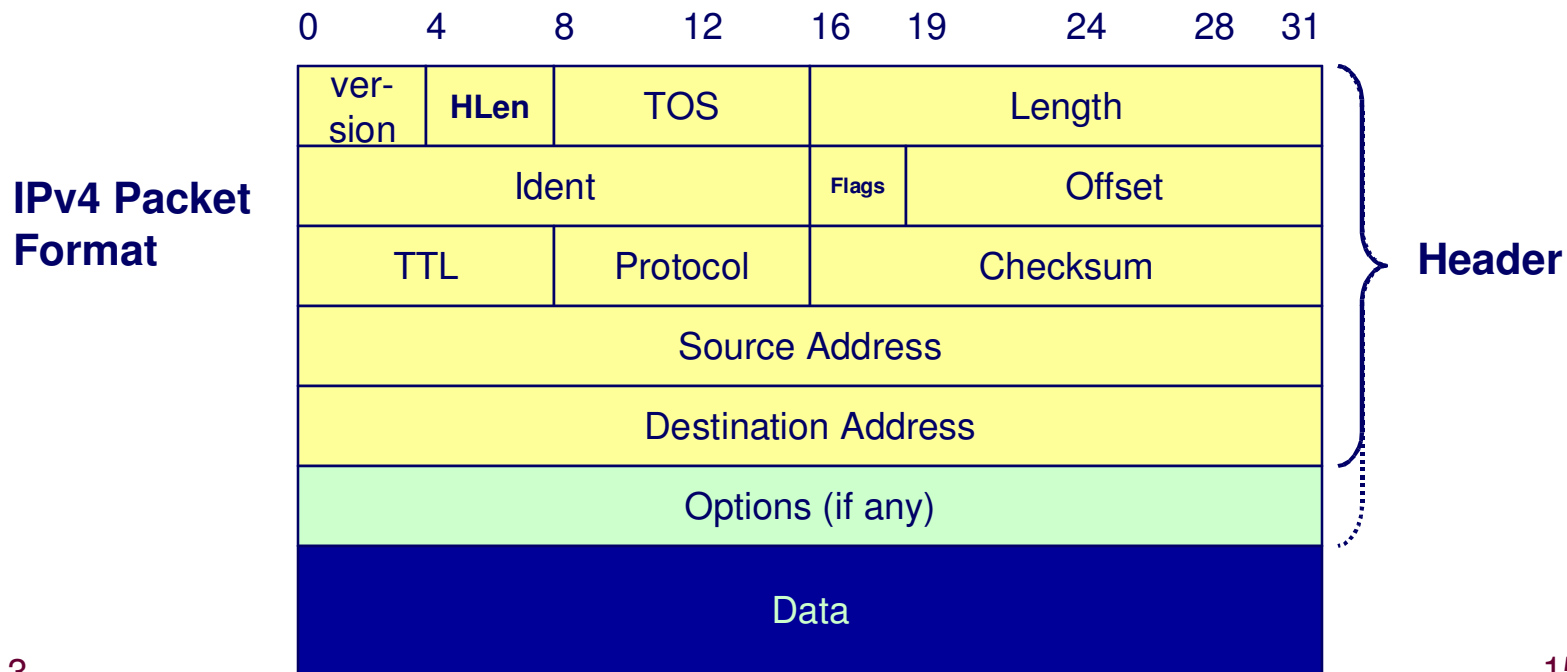 0 4 8 12 16 19 24 28 31
ver-
sion HLen TOS Length
Ident Flags Offset
IPv4 Packet
Format
TTL Protocol Checksum
Header
Source Address
Destination Address
Options (if any)
Data
3